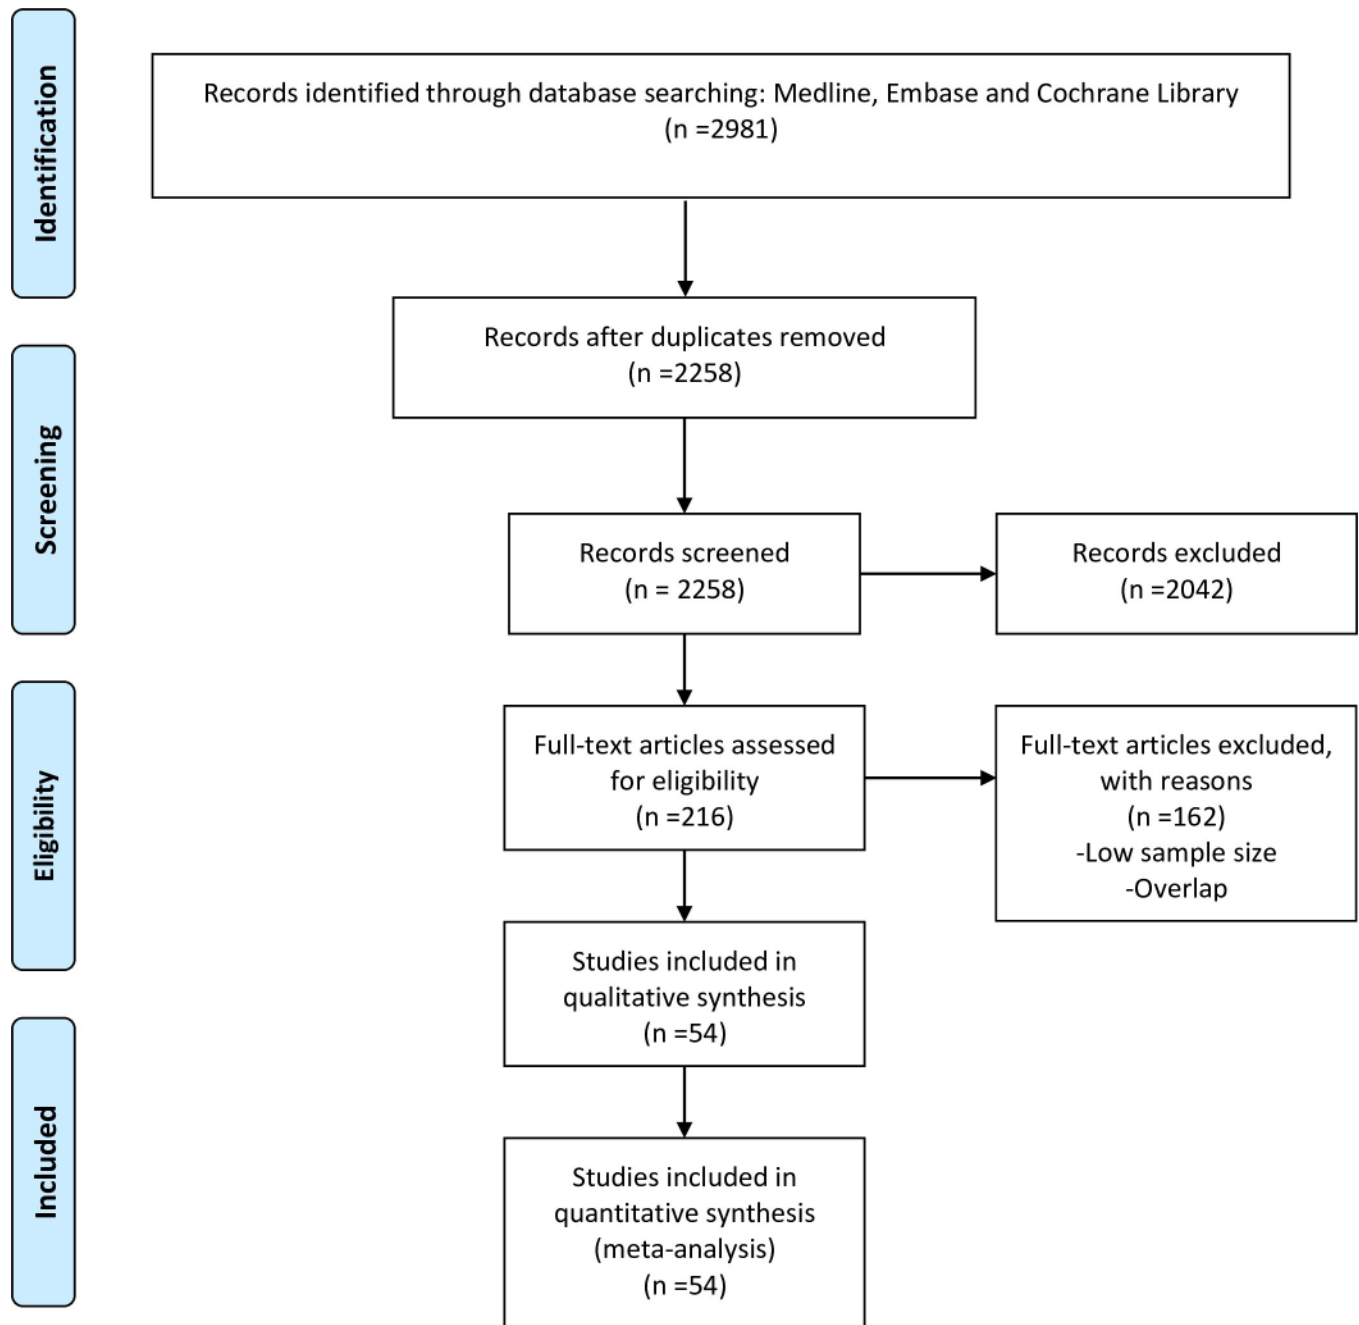 Identification
Records identified through database searching: Medline, Embase and Cochrane Library
(n =2981)
Records after duplicates removed
(n =2258)
Screening
Records screened
(n = 2258)
Records excluded
(n =2042)
Eligibility
Full-text articles assessed
for eligibility
(n =216)
Full-text articles excluded,
with reasons
(n =162)
-Low sample size
-Overlap
Studies included in
qualitative synthesis
(n =54)
Included
Studies included in
quantitative synthesis
(meta-analysis)
(n =54)